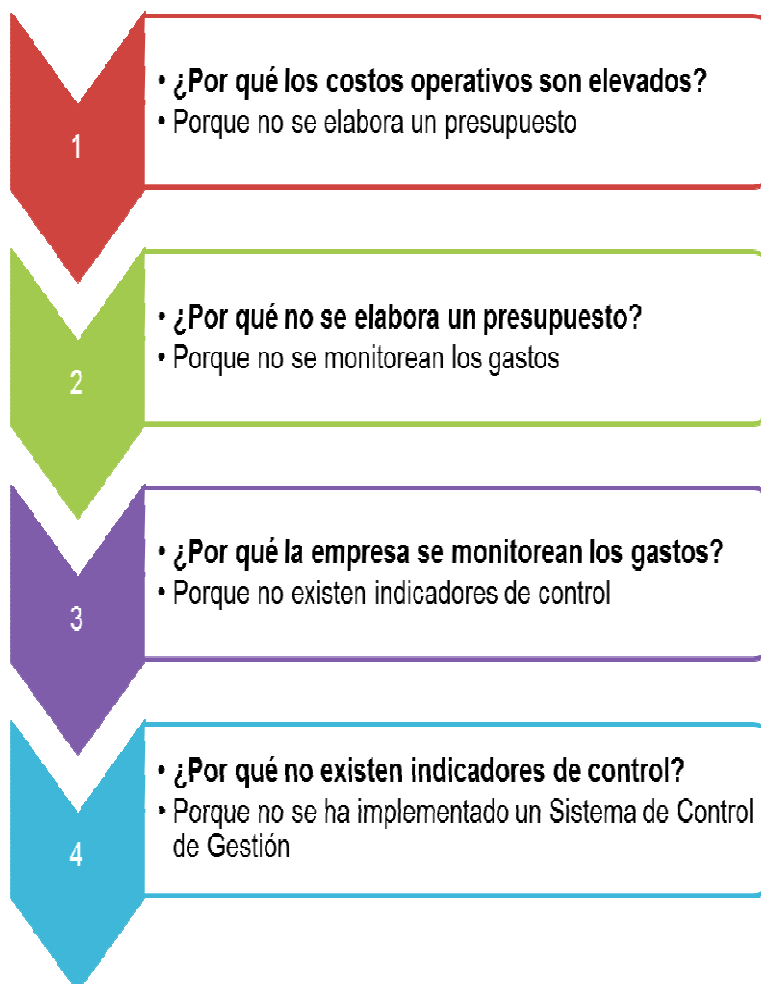 1
• ¿Por qué los costos operativos son elevados?
• Porque no se elabora un presupuesto
2
• ¿Por qué no se elabora un presupuesto?
• Porque no se monitorean los gastos
3
• ¿Por qué la empresa se monitorean los gastos?
• Porque no existen indicadores de control
4
• ¿Por qué no existen indicadores de control?
• Porque no se ha implementado un Sistema de Control
de Gestión